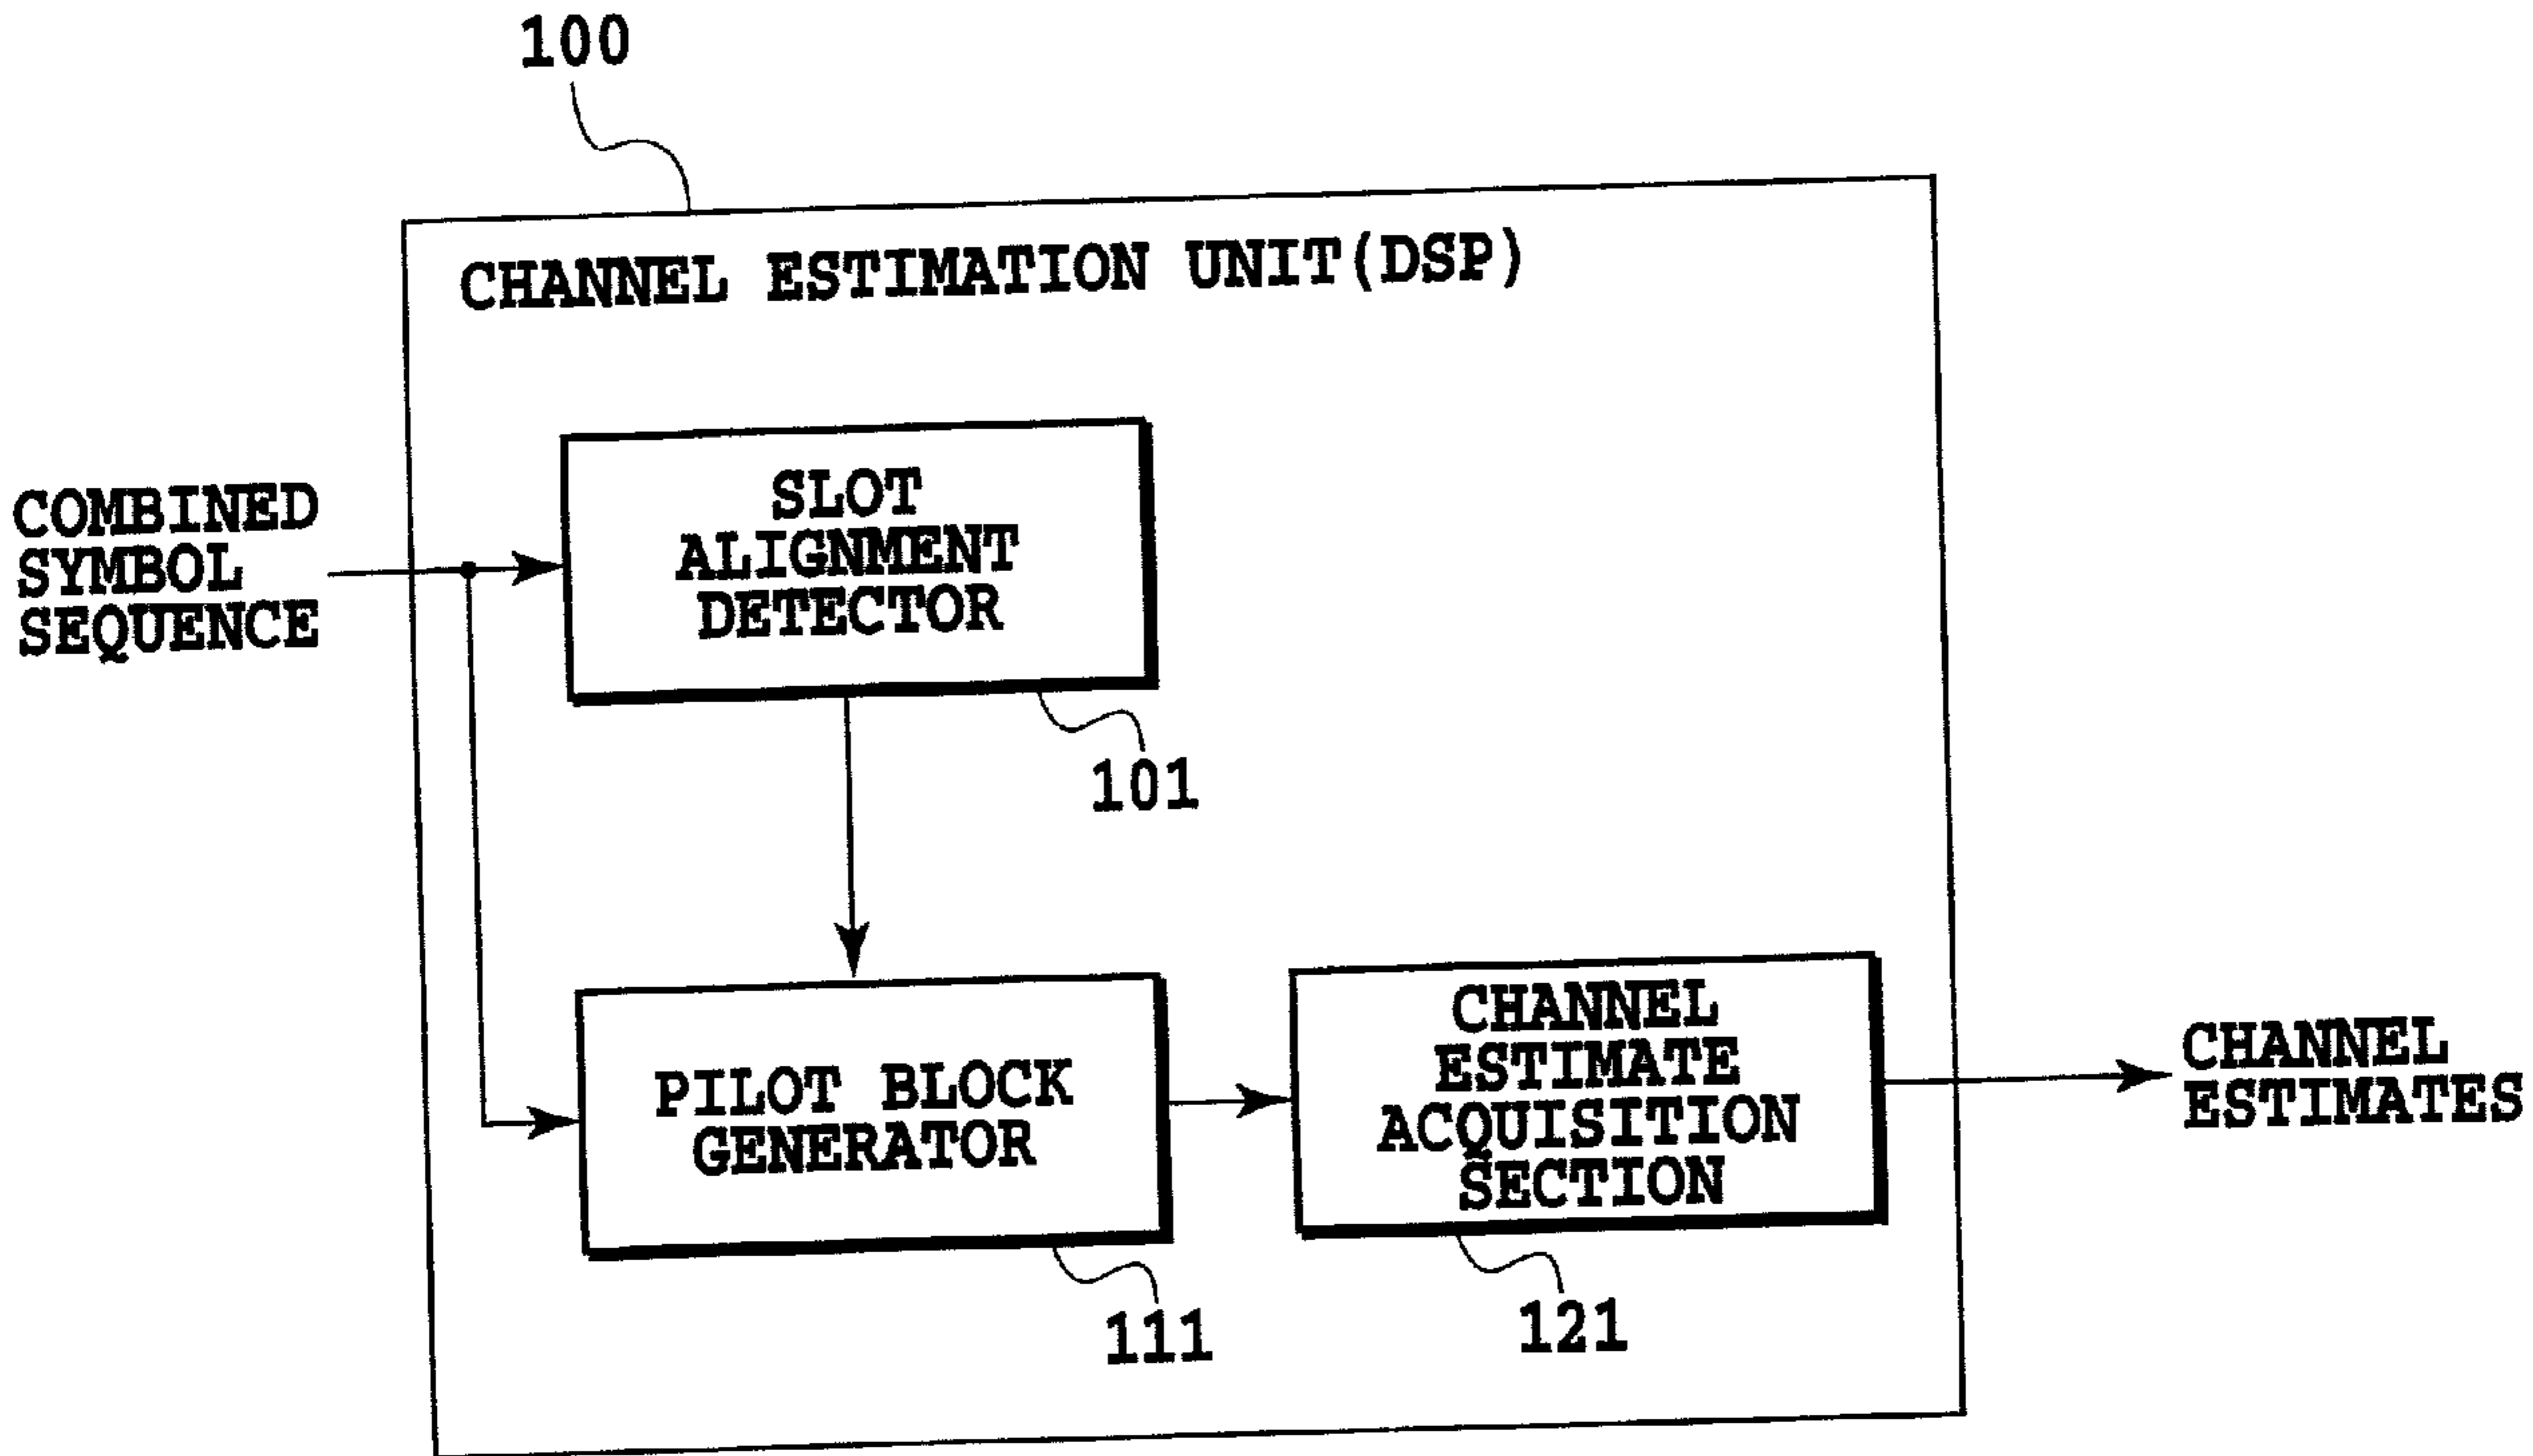 100
CHANNEL ESTIMATION UNIT(DSP)
COMBINED
SYMBOL
SEQUENCE
SLOT
ALIGNMENT
DETECTOR
101
PILOT BLOCK
GENERATOR
111
CHANNEL
ESTIMATE
ACQUISITION
SECTION
121
CHANNEL
ESTIMATES